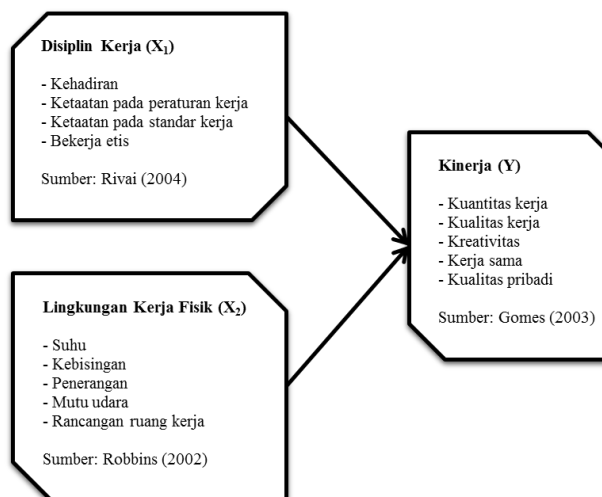 Disiplin Kerja (X₁)
- Kehadiran
- Ketaatan pada peraturan kerja
- Ketaatan pada standar kerja
- Bekerja etis
Sumber: Rivai (2004)
Kinerja (Y)
- Kuantitas kerja
- Kualitas kerja
- Kreativitas
- Kerja sama
- Kualitas pribadi
Sumber: Gomes (2003)
Lingkungan Kerja Fisik (X₂)
- Suhu
- Kebisingan
- Penerangan
- Mutu udara
- Rancangan ruang kerja
Sumber: Robbins (2002)